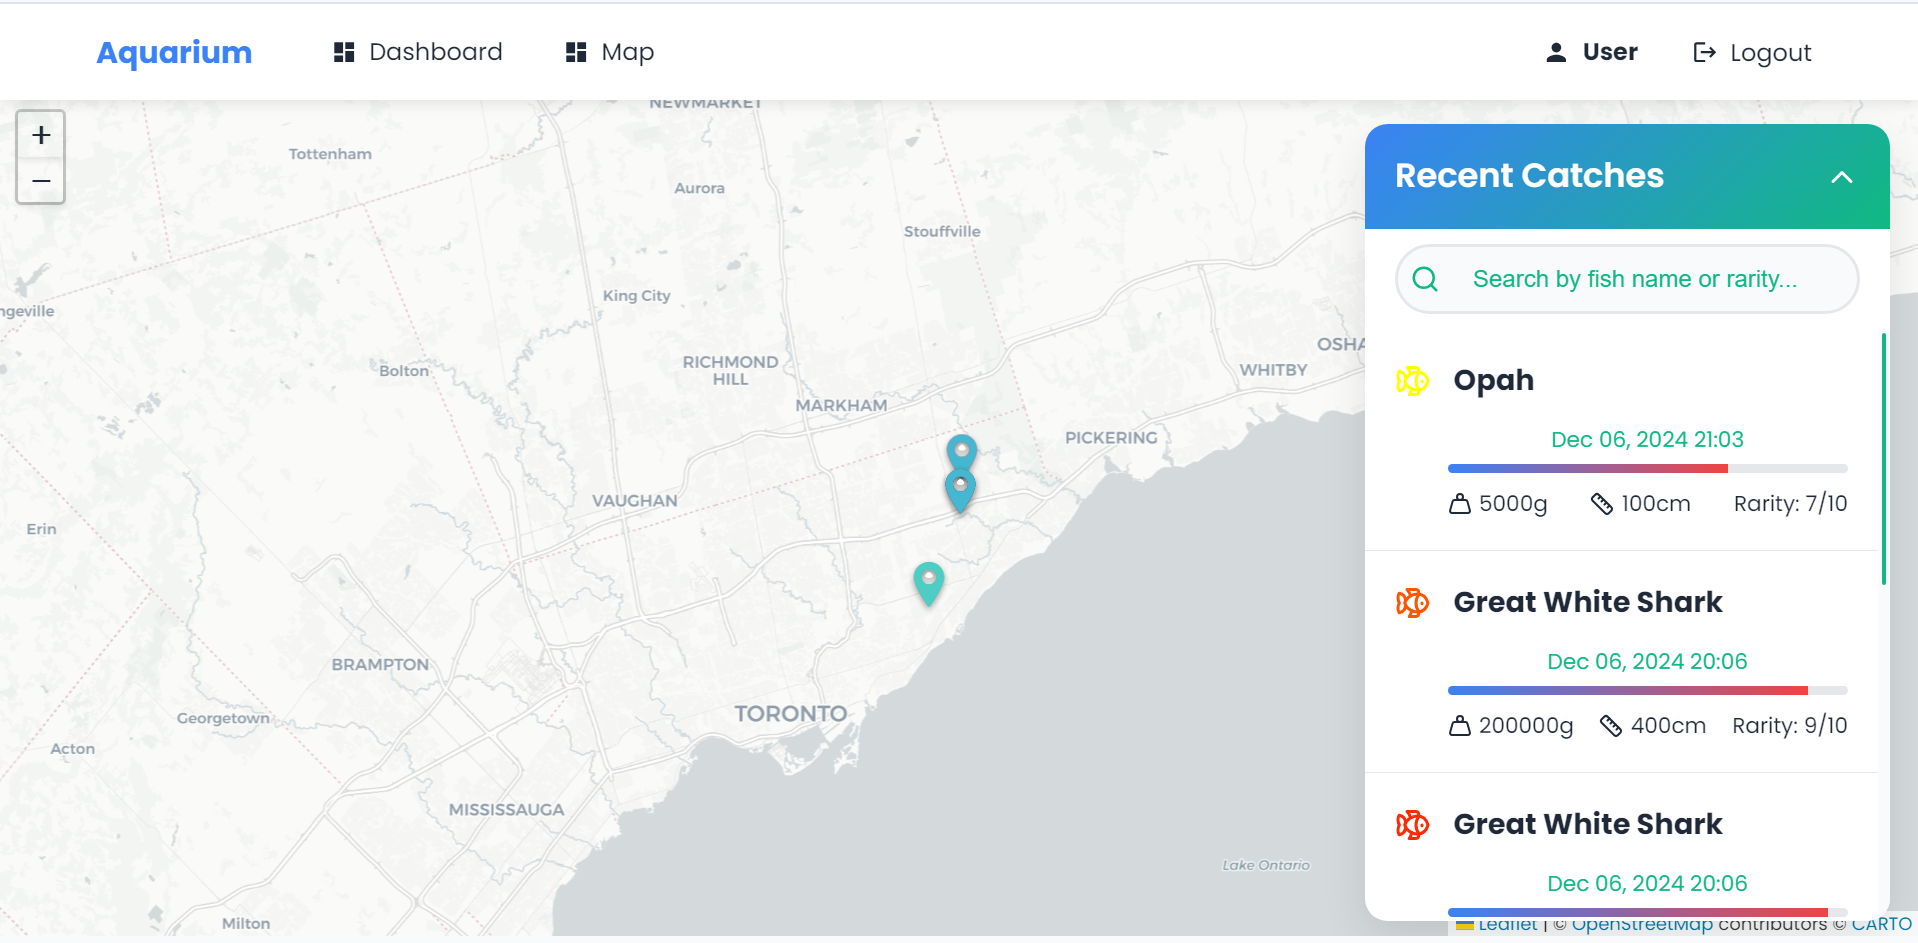 Aquarium
Dashboard
Map
User
Logout
+
−
NEWMARKET
Tottenham
Aurora
Stouffville
King City
ngeville
Bolton
RICHMOND
HILL
MARKHAM
OSHA
WHITBY
PICKERING
VAUGHAN
Erin
BRAMPTON
Georgetown
TORONTO
Acton
MISSISSAUGA
Lake Ontario
Milton
Recent Catches
Search by fish name or rarity...
Opah
Dec 06, 2024 21:03
5000g 100cm Rarity: 7/10
Great White Shark
Dec 06, 2024 20:06
200000g 400cm Rarity: 9/10
Great White Shark
Dec 06, 2024 20:06
Leaflet | © OpenStreetMap contributors © CARTO